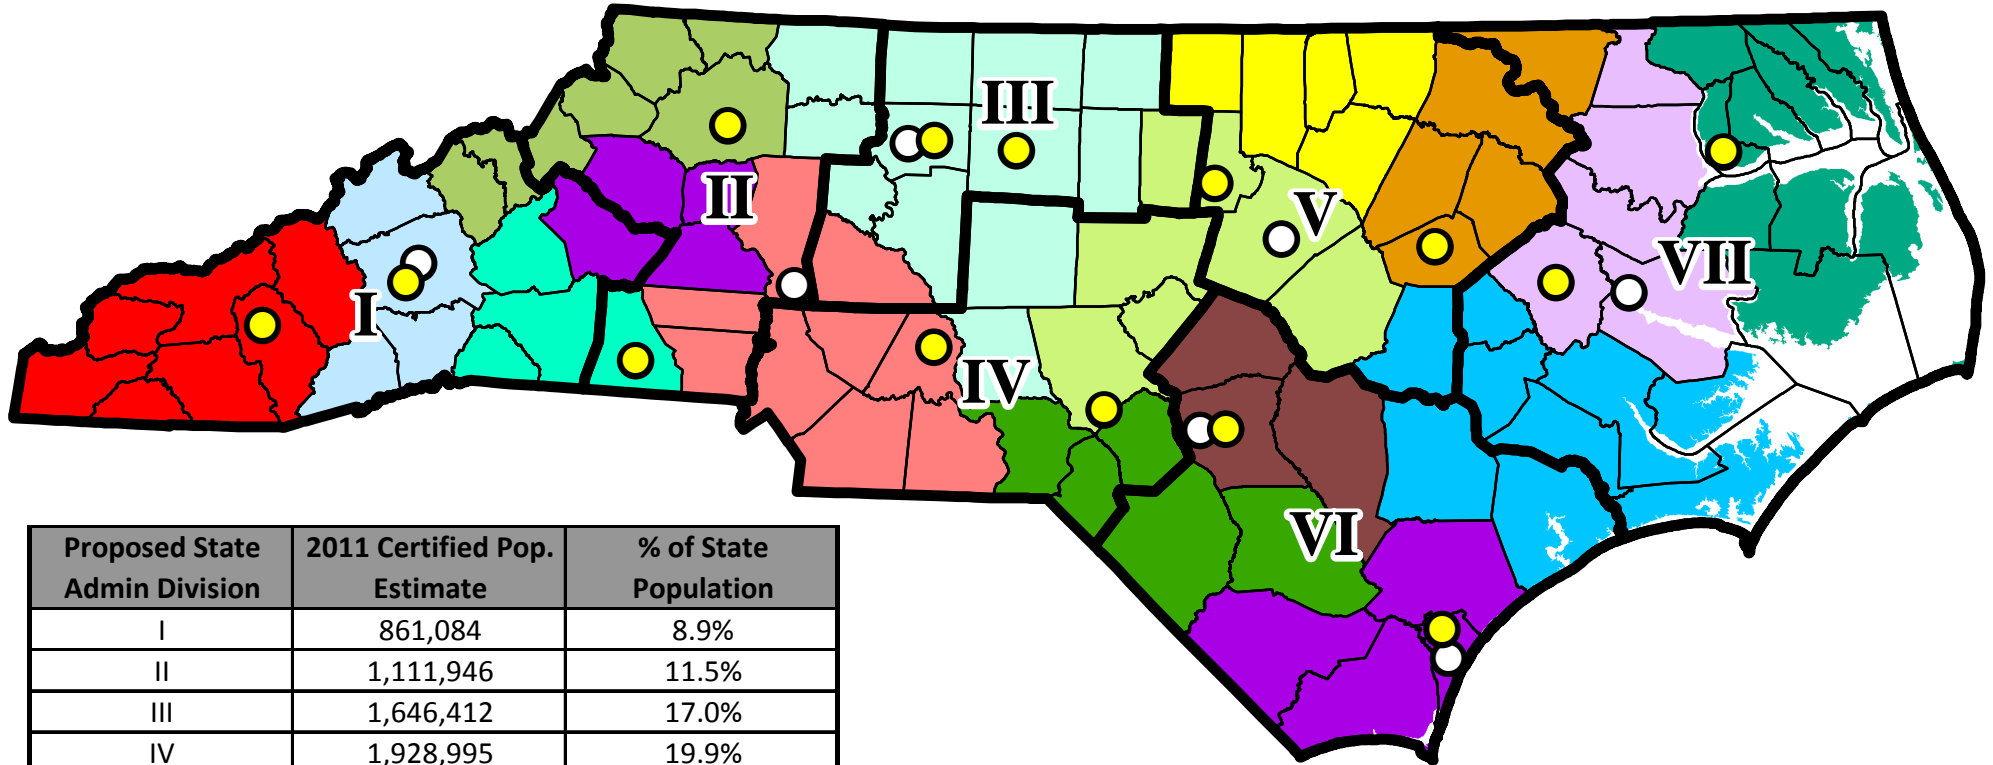 III
II
V
VII
I
IV
VI
Proposed State Admin Division
2011 Certified Pop. Estimate
% of State Population
I 861,084 8.9%
II 1,111,946 11.5%
III 1,646,412 17.0%
IV 1,928,995 19.9%